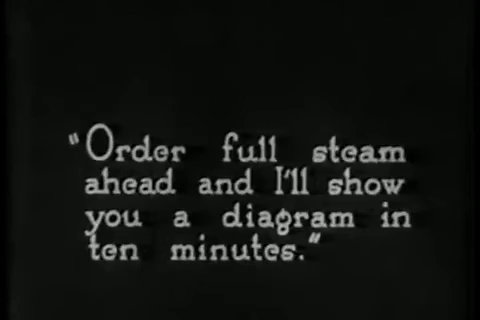 "Order full steam
ahead and I'll show
you a diagram in
ten minutes."